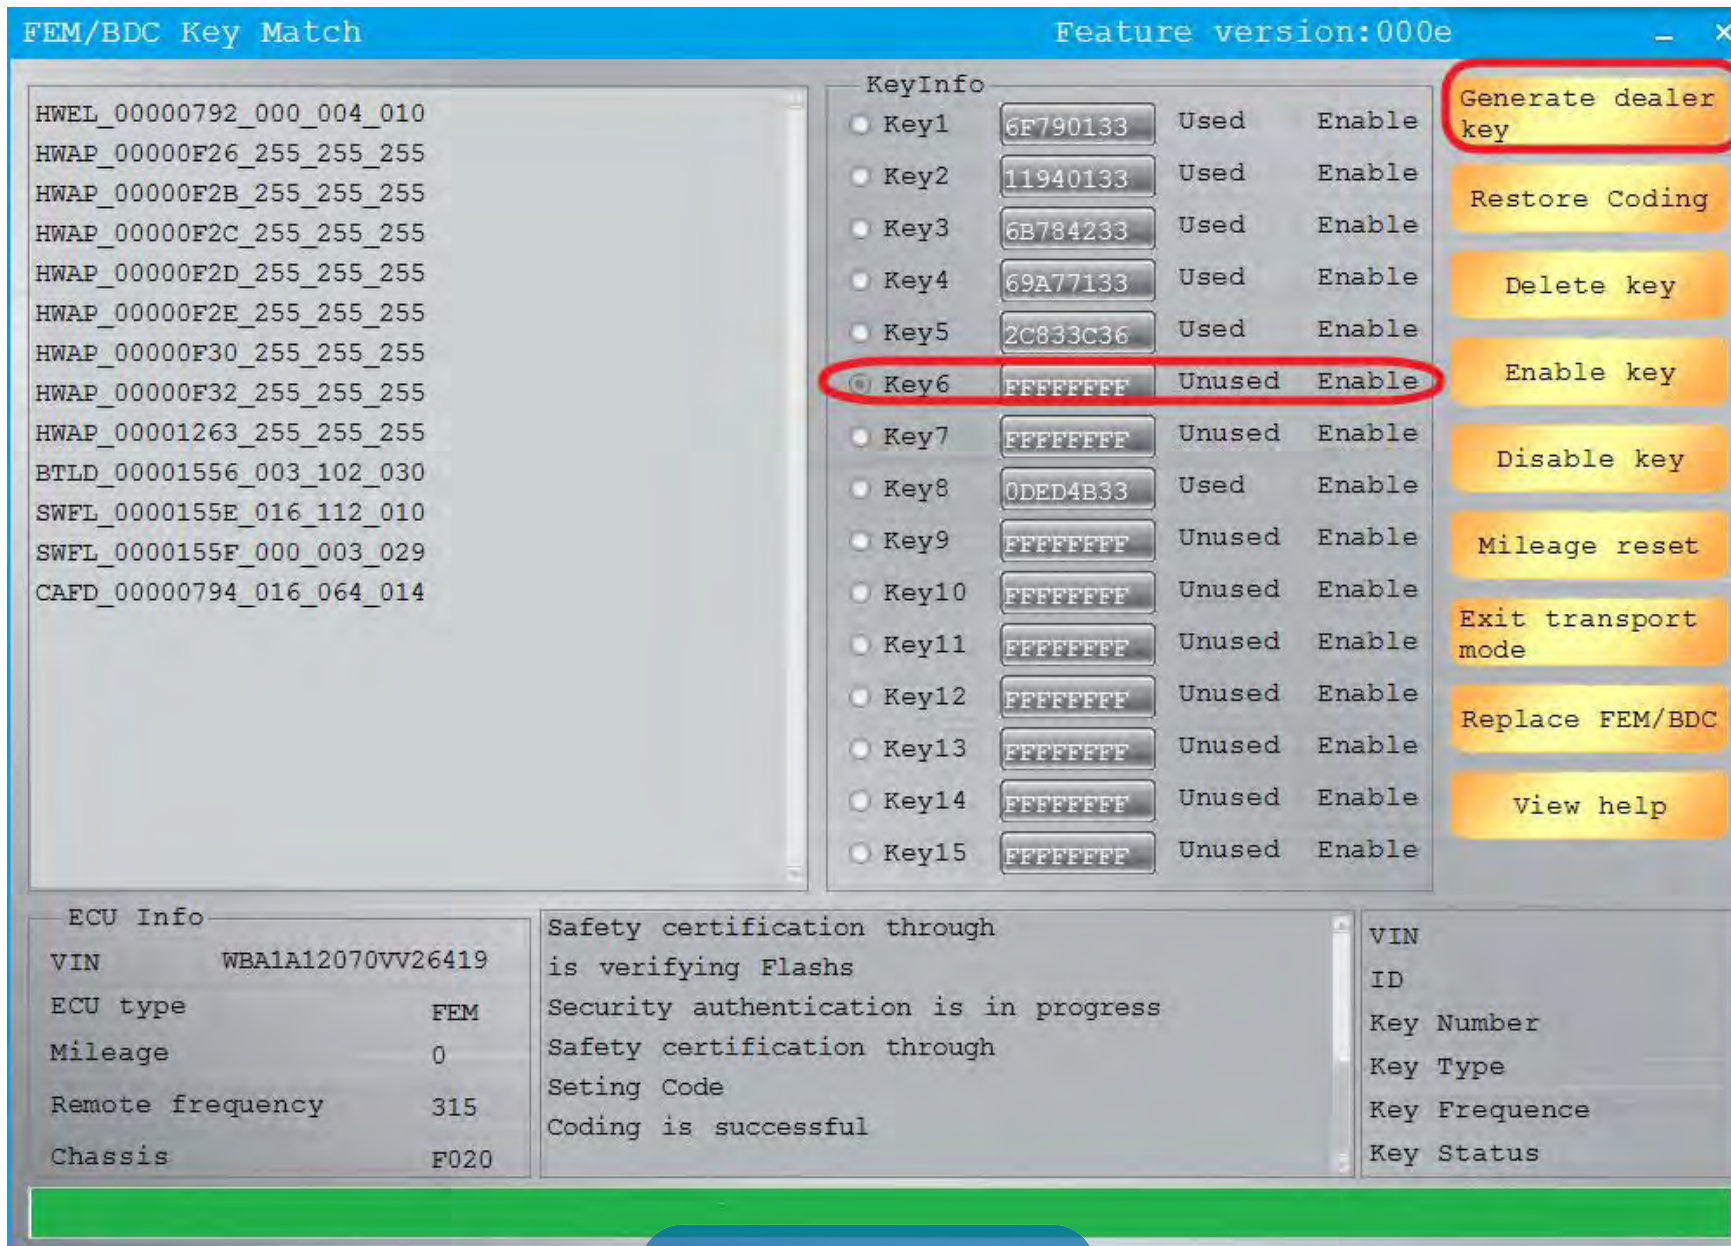 FEM/BDC Key Match Feature version:000e
HWEL_00000792_000_004_010
HWAP_00000F26_255_255_255
HWAP_00000F2B_255_255_255
HWAP_00000F2C_255_255_255
HWAP_00000F2D_255_255_255
HWAP_00000F2E_255_255_255
HWAP_00000F30_255_255_255
HWAP_00000F32_255_255_255
HWAP_00001263_255_255_255
BTLD_00001556_003_102_030
SWFL_0000155E_016_112_010
SWFL_0000155F_000_003_029
CAFD_00000794_016_064_014
KeyInfo
Key1 6F790133 Used Enable
Key2 11940133 Used Enable
Key3 6B784233 Used Enable
Key4 69A77133 Used Enable
Key5 2C833C36 Used Enable
Key6 FFFFFFFF Unused Enable
Key7 FFFFFFFF Unused Enable
Key8 0DED4B33 Used Enable
Key9 FFFFFFFF Unused Enable
Key10 FFFFFFFF Unused Enable
Key11 FFFFFFFF Unused Enable
Key12 FFFFFFFF Unused Enable
Key13 FFFFFFFF Unused Enable
Key14 FFFFFFFF Unused Enable
Key15 FFFFFFFF Unused Enable
Generate dealer
key
Restore Coding
Delete key
Enable key
Disable key
Mileage reset
Exit transport
mode
Replace FEM/BDC
View help
ECU Info
VIN WBA1A12070VV26419
ECU type FEM
Mileage 0
Remote frequency 315
Chassis F020
Safety certification through
is verifying Flashs
Security authentication is in progress
Safety certification through
Seting Code
Coding is successful
VIN
ID
Key Number
Key Type
Key Frequence
Key Status